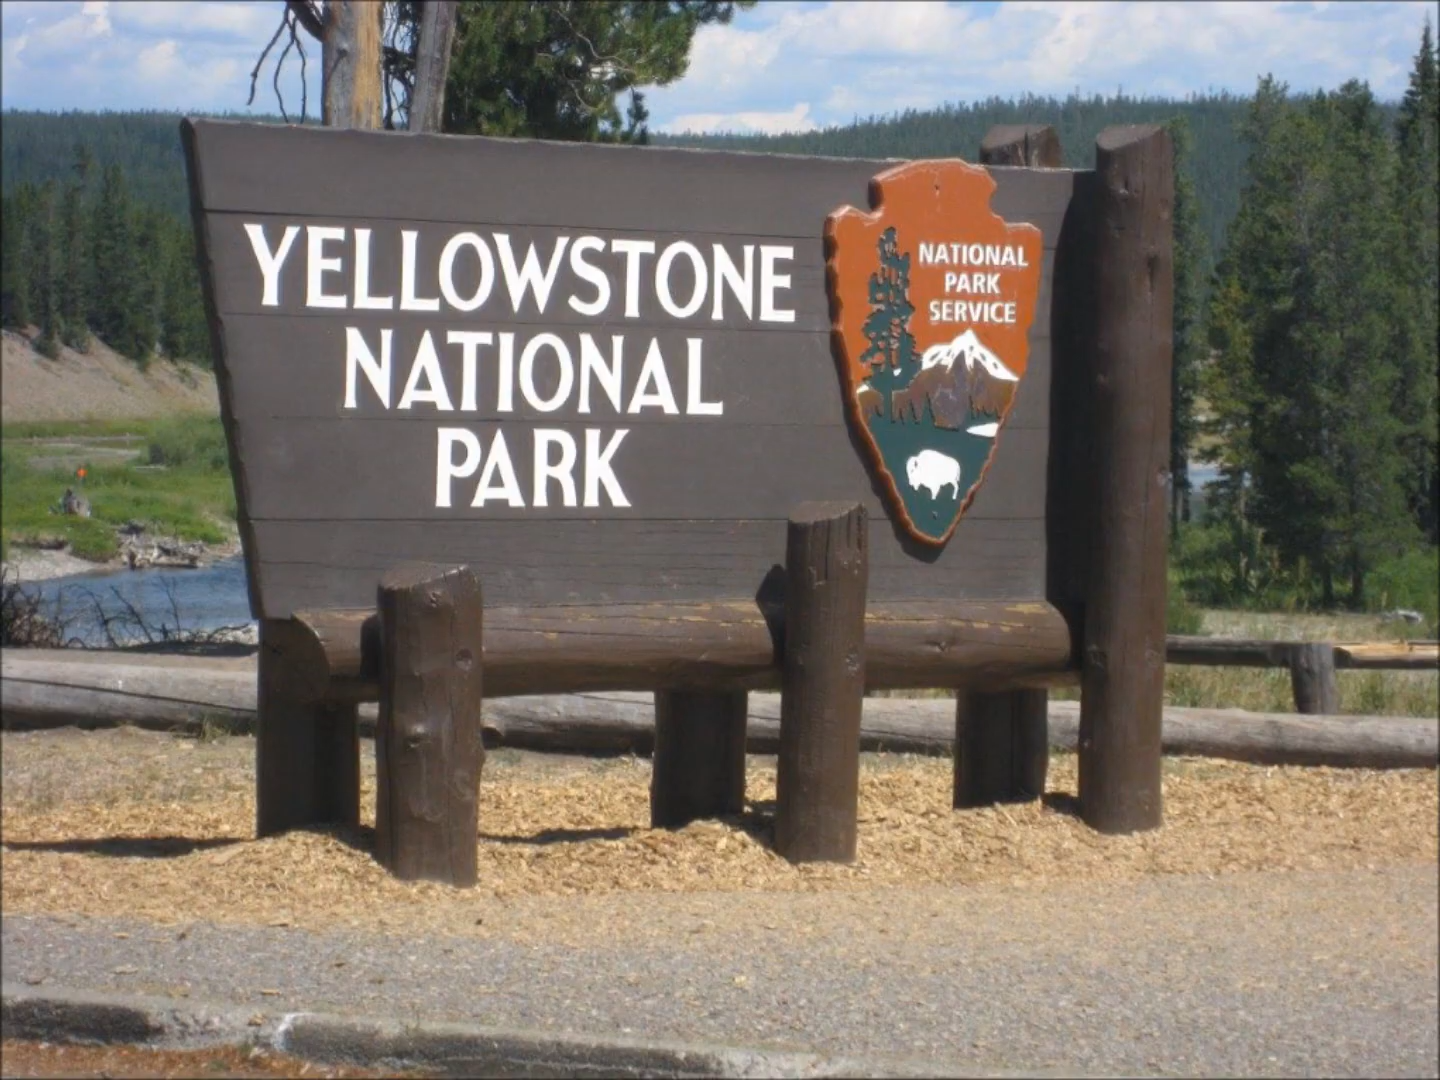 YELLOWSTONE
NATIONAL
PARK
NATIONAL
PARK
SERVICE